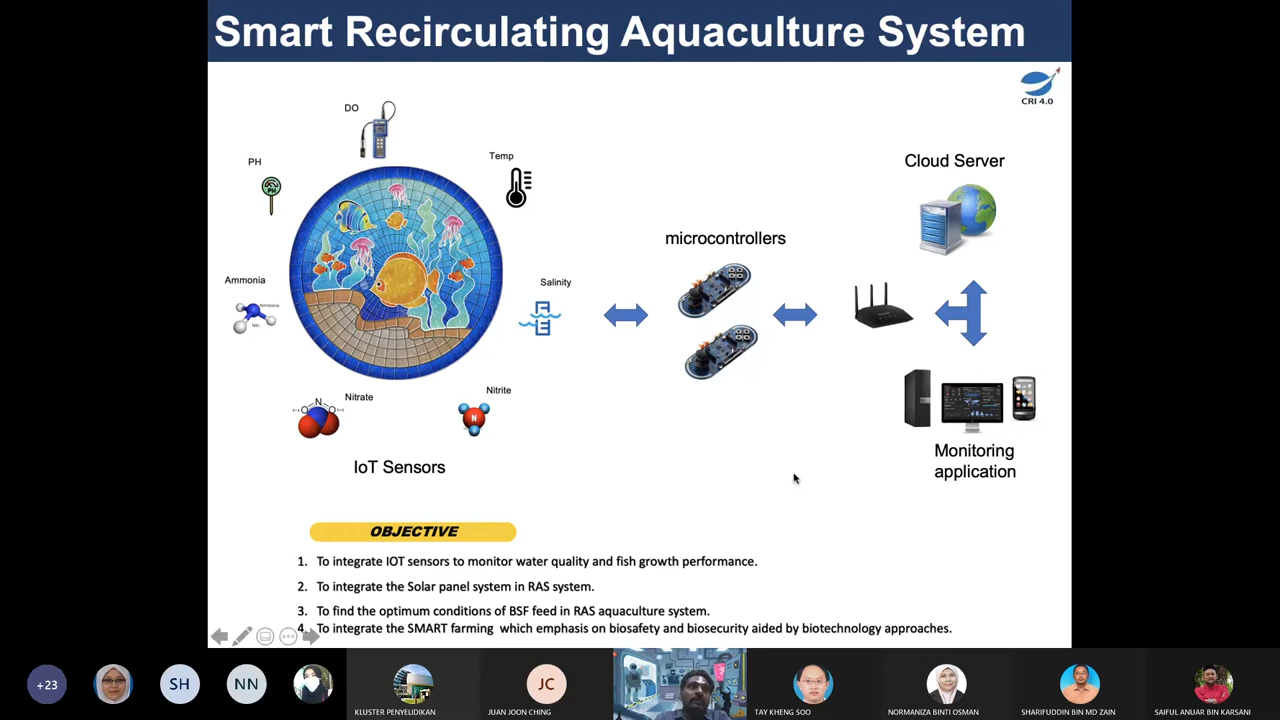 Smart Recirculating Aquaculture System
CRI 4.0
DO
PH
Temp
Cloud Server
PH
microcontrollers
Ammonia
Salinity
Ammonia
NH₃
Nitrate
Nitrite
N
O
O
N
IoT Sensors
Monitoring
application
OBJECTIVE
1. To integrate IOT sensors to monitor water quality and fish growth performance.
2. To integrate the Solar panel system in RAS system.
3. To find the optimum conditions of BSF feed in RAS aquaculture system.
4. To integrate the SMART farming which emphasis on biosafety and biosecurity aided by biotechnology approaches.
+23
SH
NN
JC
KLUSTER PENYELIDIKAN
JUAN JOON CHING
TAY KHENG SOO
NORMANIZA BINTI OSMAN
SHARIFUDDIN BIN MD ZAIN
SAIFUL ANUAR BIN KARSANI